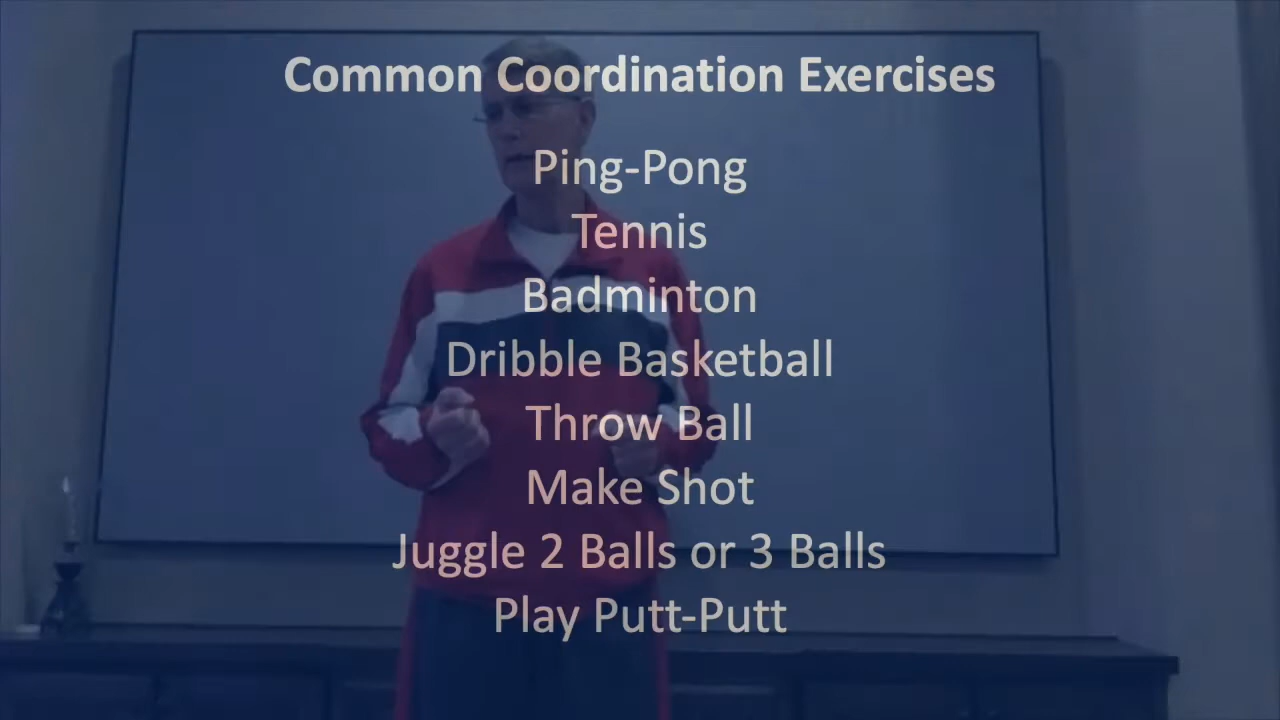 Common Coordination Exercises
Ping-Pong
Tennis
Badminton
Dribble Basketball
Throw Ball
Make Shot
Juggle 2 Balls or 3 Balls
Play Putt-Putt